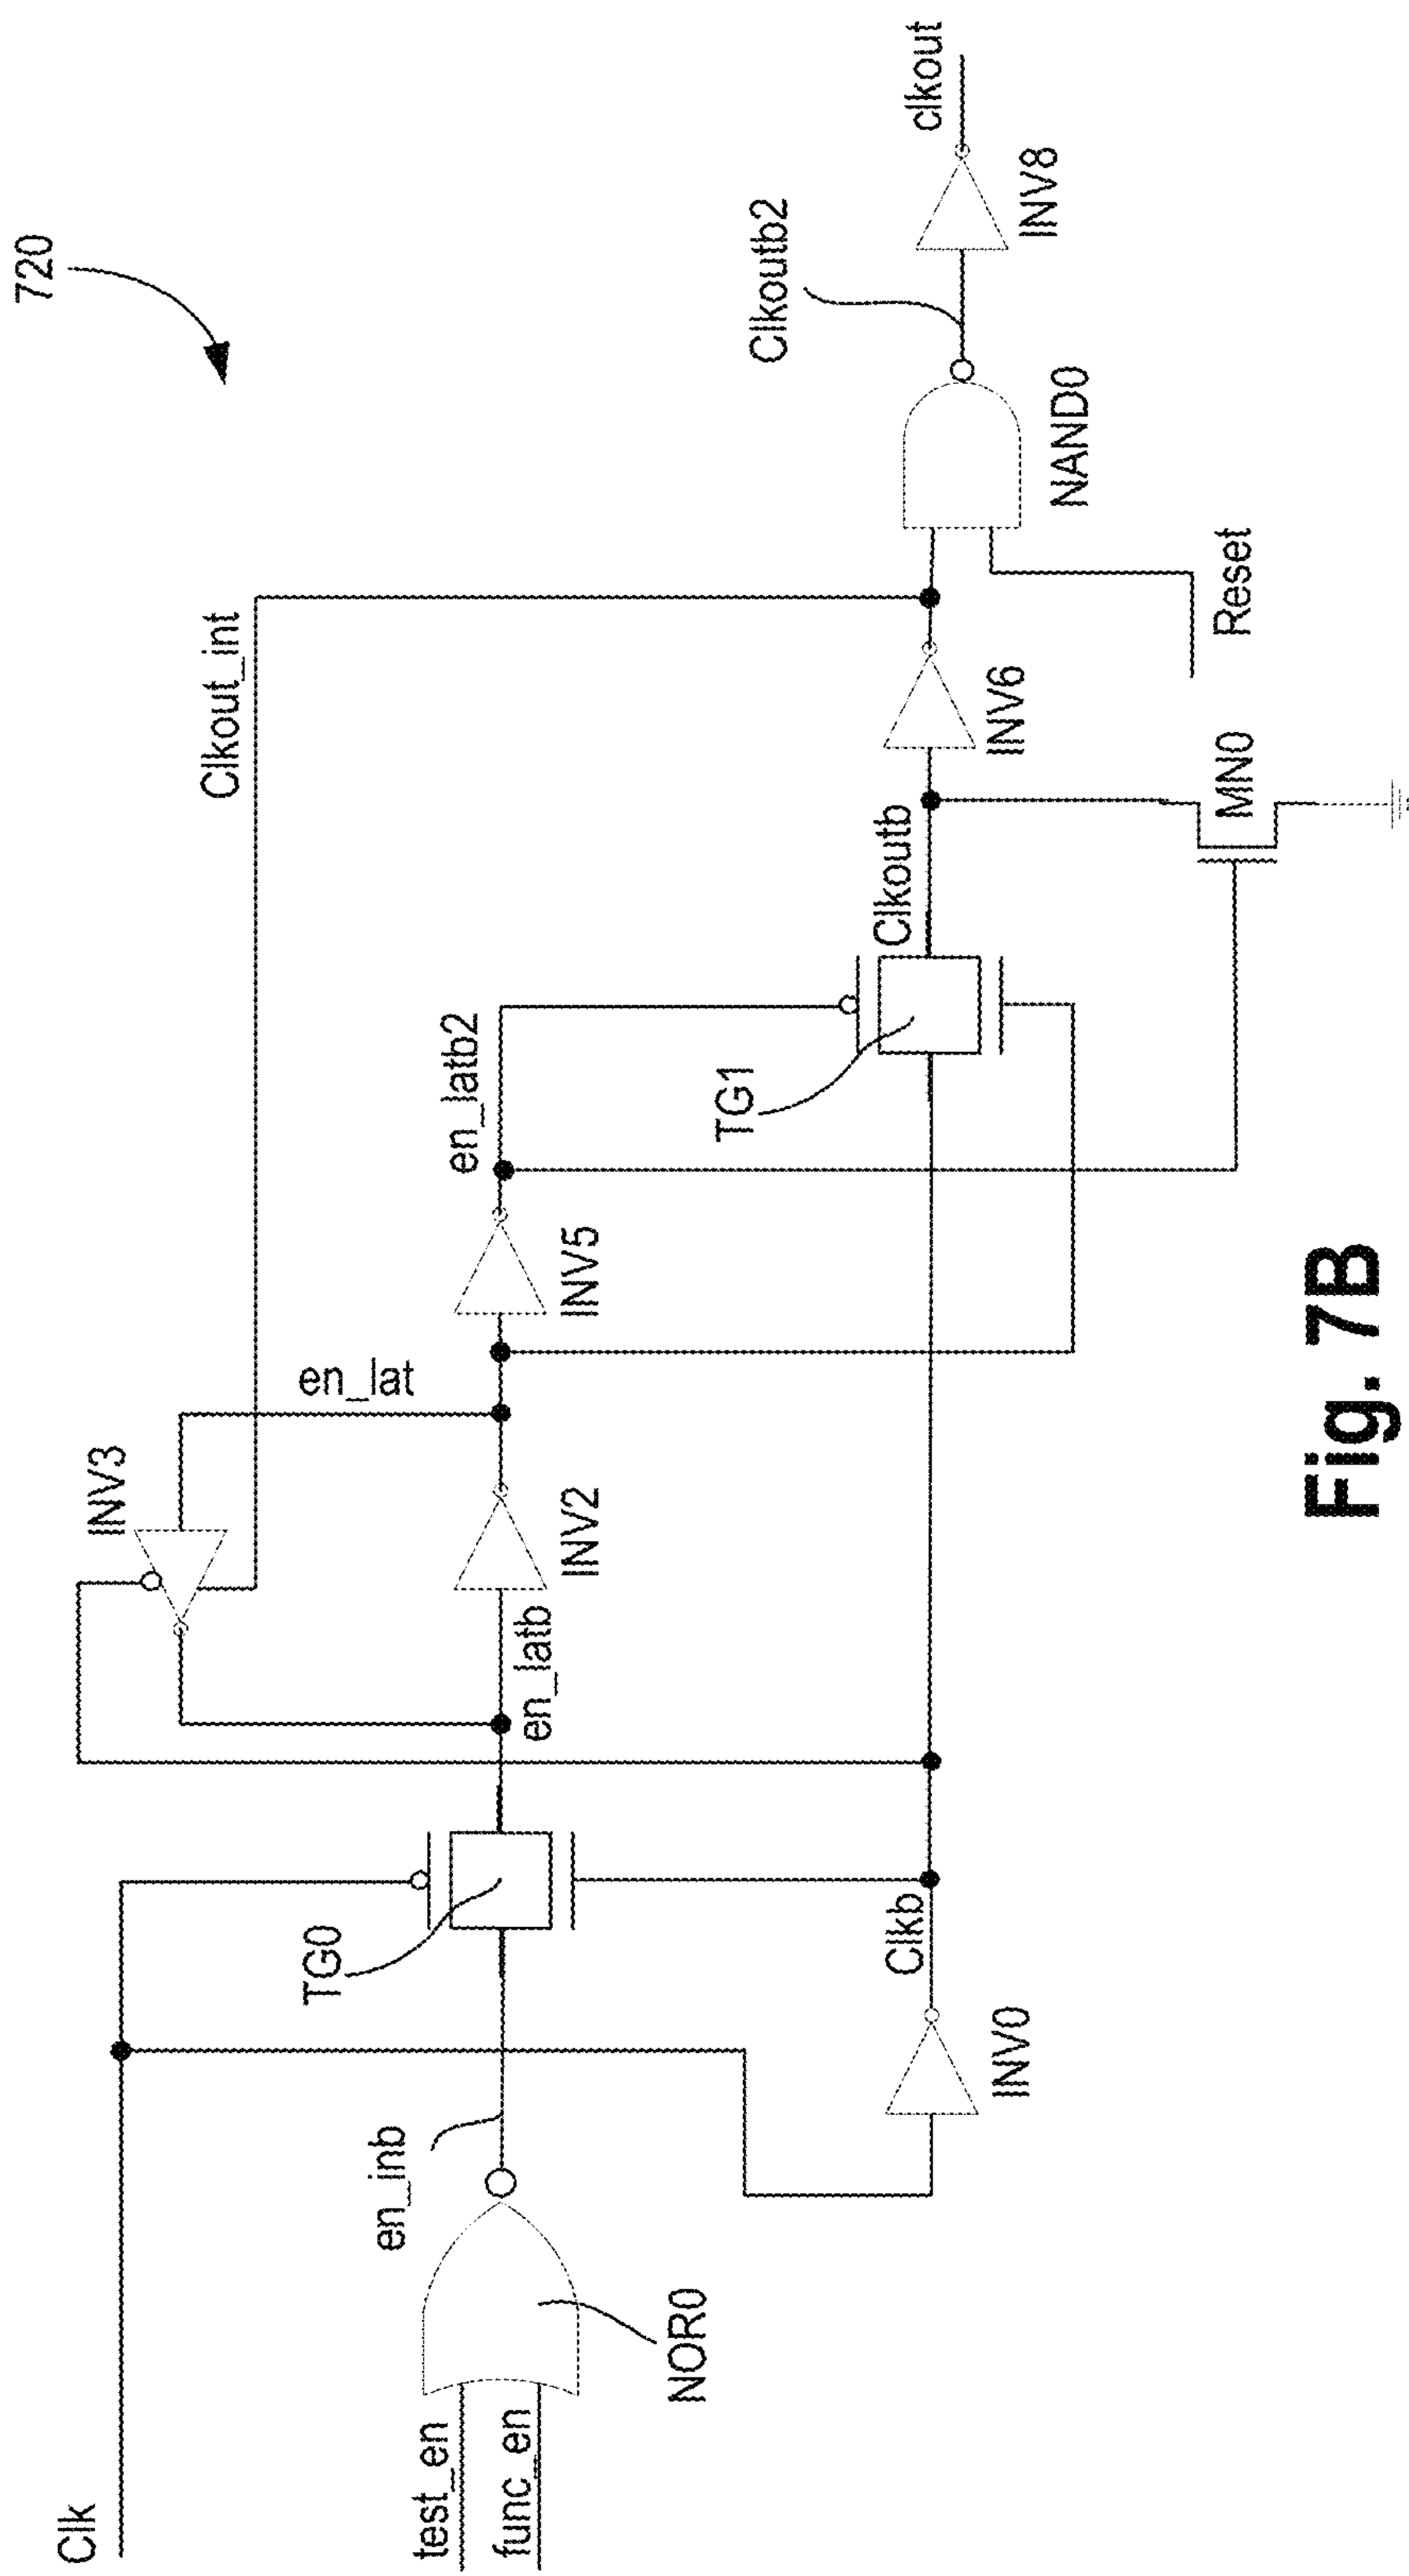 720
Clk
test_en
func_en
NOR0
en_inb
TG0
INV0
Clkb
en_latb
INV3
INV2
en_lat
INV5
en_latb2
TG1
Clkoutb
Clkout_int
INV6
MN0
Reset
NAND0
Clkoutb2
INV8
clkout
Fig. 7B